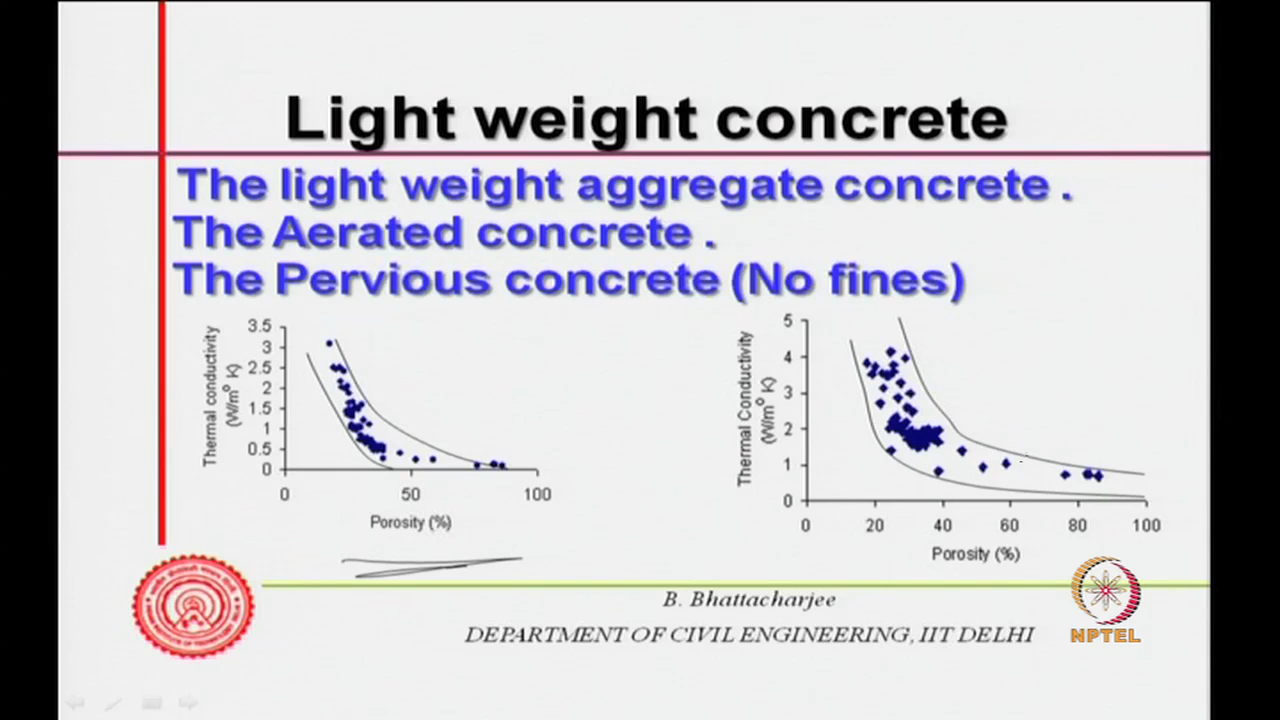 Light weight concrete
The light weight aggregate concrete .
The Aerated concrete .
The Pervious concrete (No fines)
Thermal conductivity
(W/m° K)
3.5
3
2.5
2
1.5
1
0.5
0
0
50
100
Porosity (%)
Thermal Conductivity
(W/m° K)
5
4
3
2
1
0
0
20
40
60
80
100
Porosity (%)
B. Bhattacharjee
DEPARTMENT OF CIVIL ENGINEERING, IIT DELHI
NPTEL